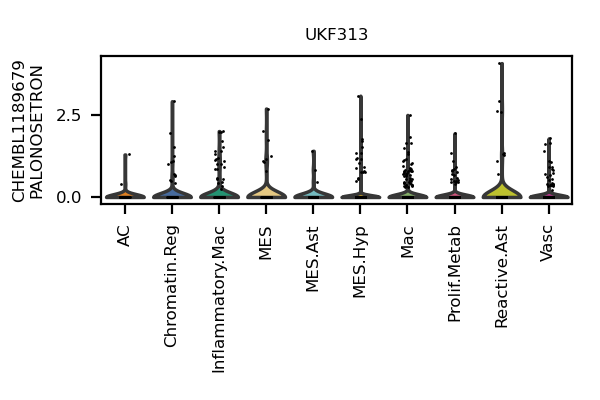 UKF313
CHEMBL1189679
PALONOSETRON
2.5
0.0
AC
Chromatin.Reg
Inflammatory.Mac
MES
MES.Ast
MES.Hyp
Mac
Prolif.Metab
Reactive.Ast
Vasc